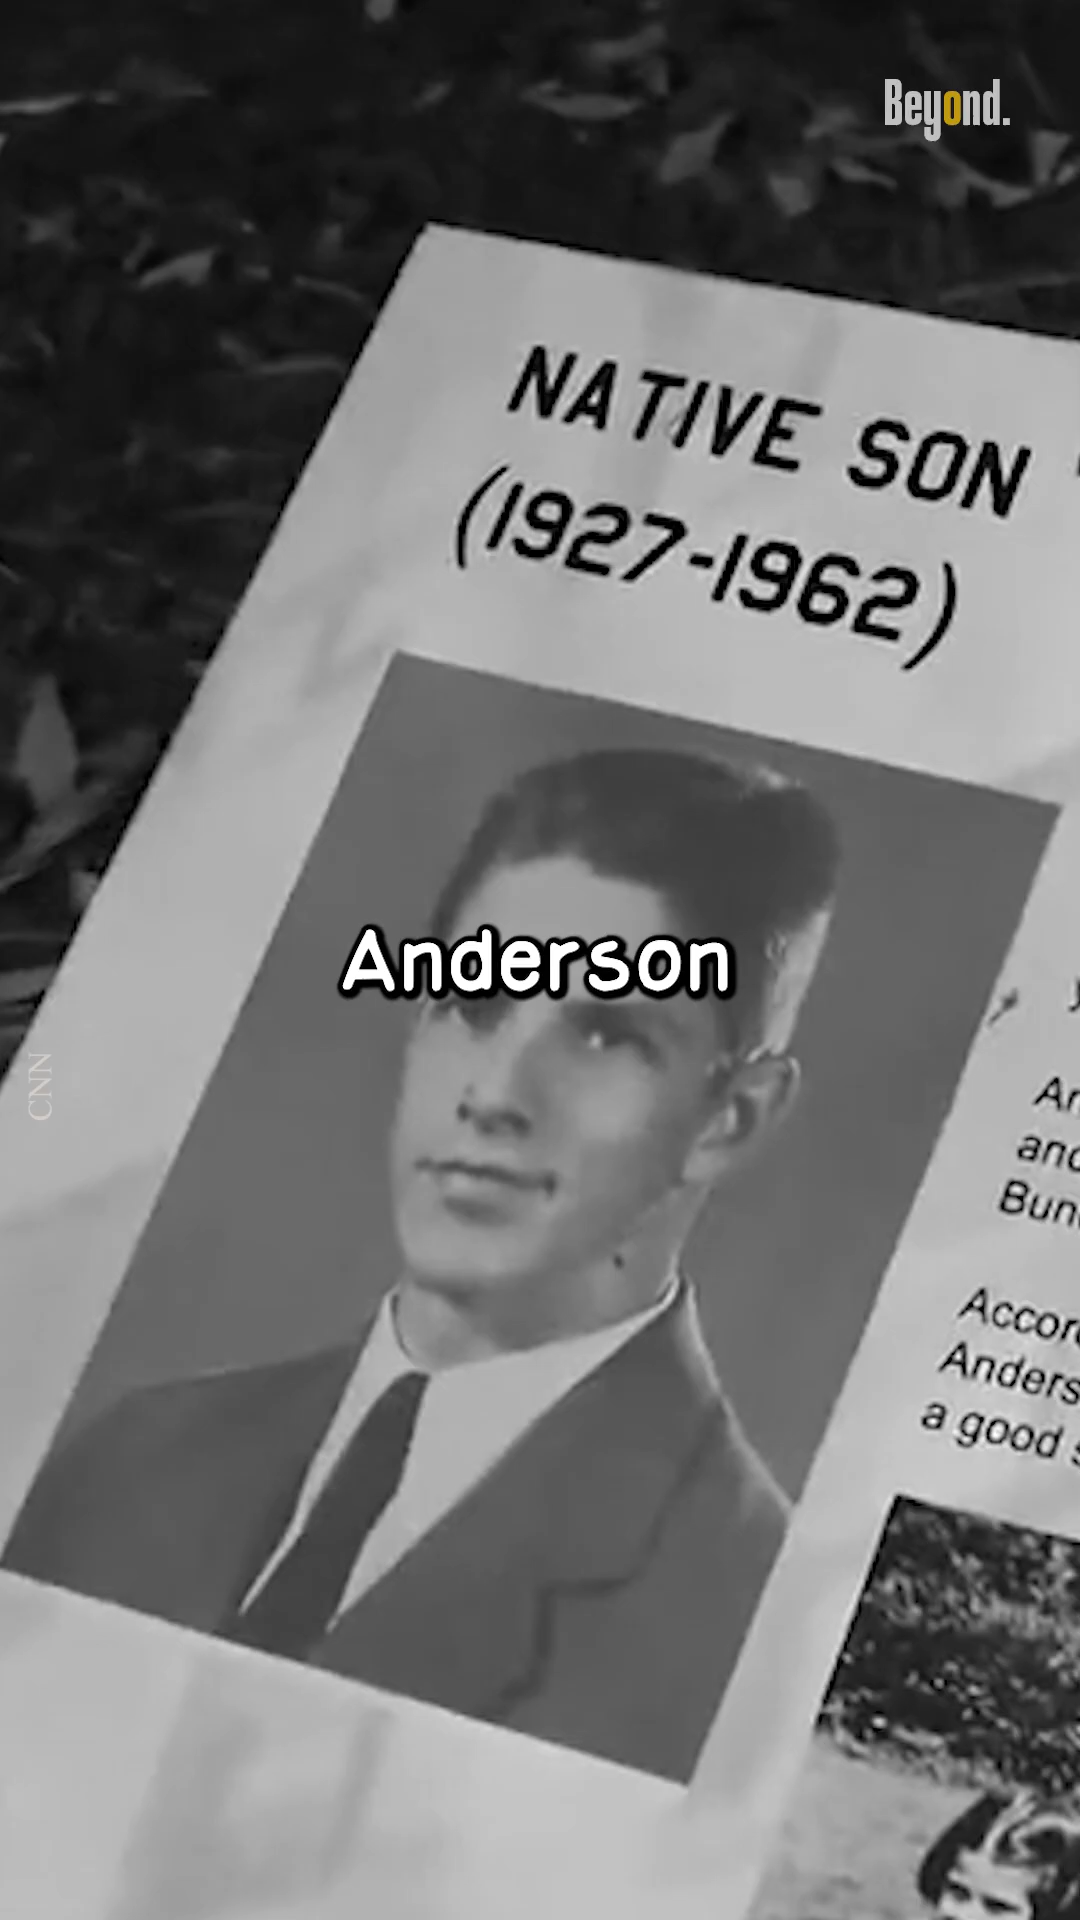 Beyond.
NATIVE SON
(1927-1962)
Anderson
CNN
and
Accor
Anders
a good